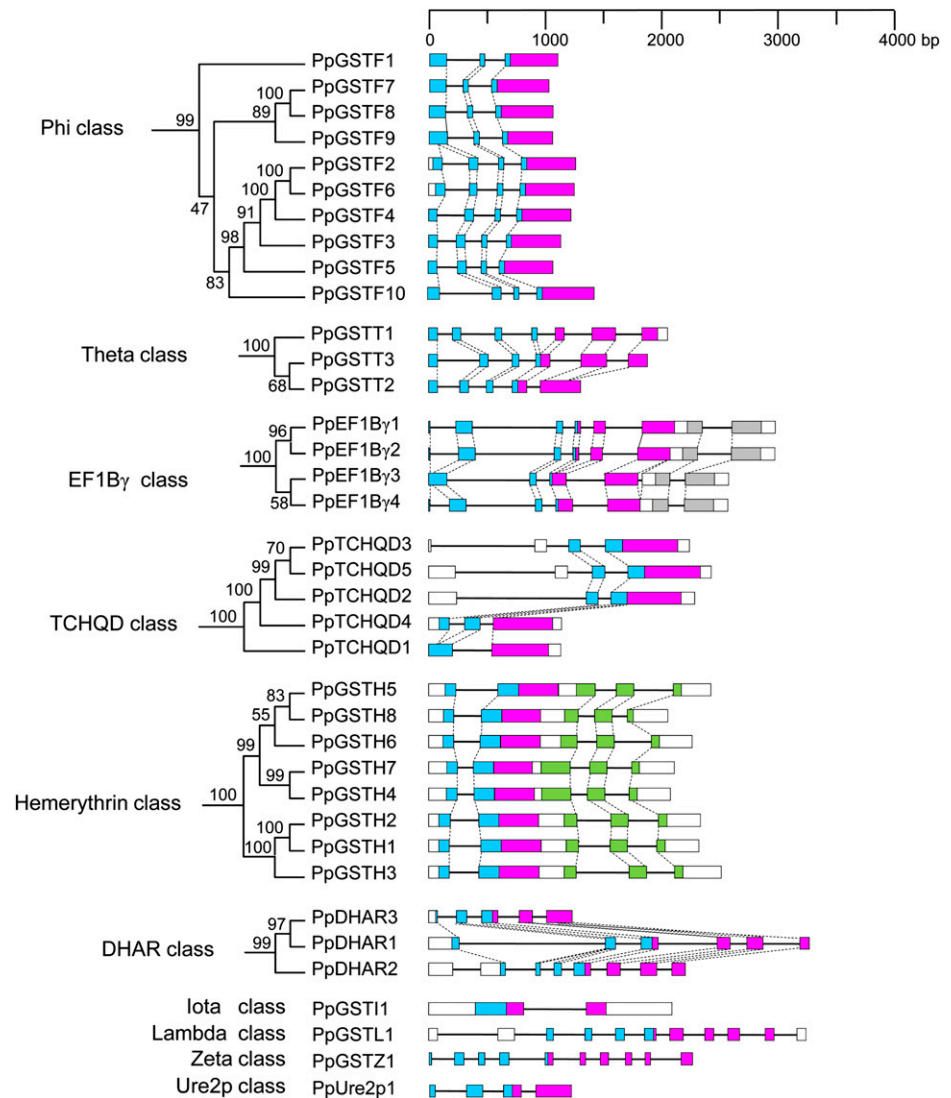 0 1000 2000 3000 4000 bp
Phi class
PpGSTF1
PpGSTF7
PpGSTF8
PpGSTF9
PpGSTF2
PpGSTF6
PpGSTF4
PpGSTF3
PpGSTF5
PpGSTF10
99
100
89
100
100
47
91
98
83
Theta class
PpGSTT1
PpGSTT3
PpGSTT2
100
68
EF1Bγ class
PpEF1Bγ1
PpEF1Bγ2
PpEF1Bγ3
PpEF1Bγ4
96
100
58
TCHQD class
PpTCHQD3
PpTCHQD5
PpTCHQD2
PpTCHQD4
PpTCHQD1
70
99
100
100
Hemerythrin class
PpGSTH5
PpGSTH8
PpGSTH6
PpGSTH7
PpGSTH4
PpGSTH2
PpGSTH1
PpGSTH3
83
55
99
99
100
100
100
DHAR class
PpDHAR3
PpDHAR1
PpDHAR2
97
99
Iota class PpGSTI1
Lambda class PpGSTL1
Zeta class PpGSTZ1
Ure2p class PpUre2p1